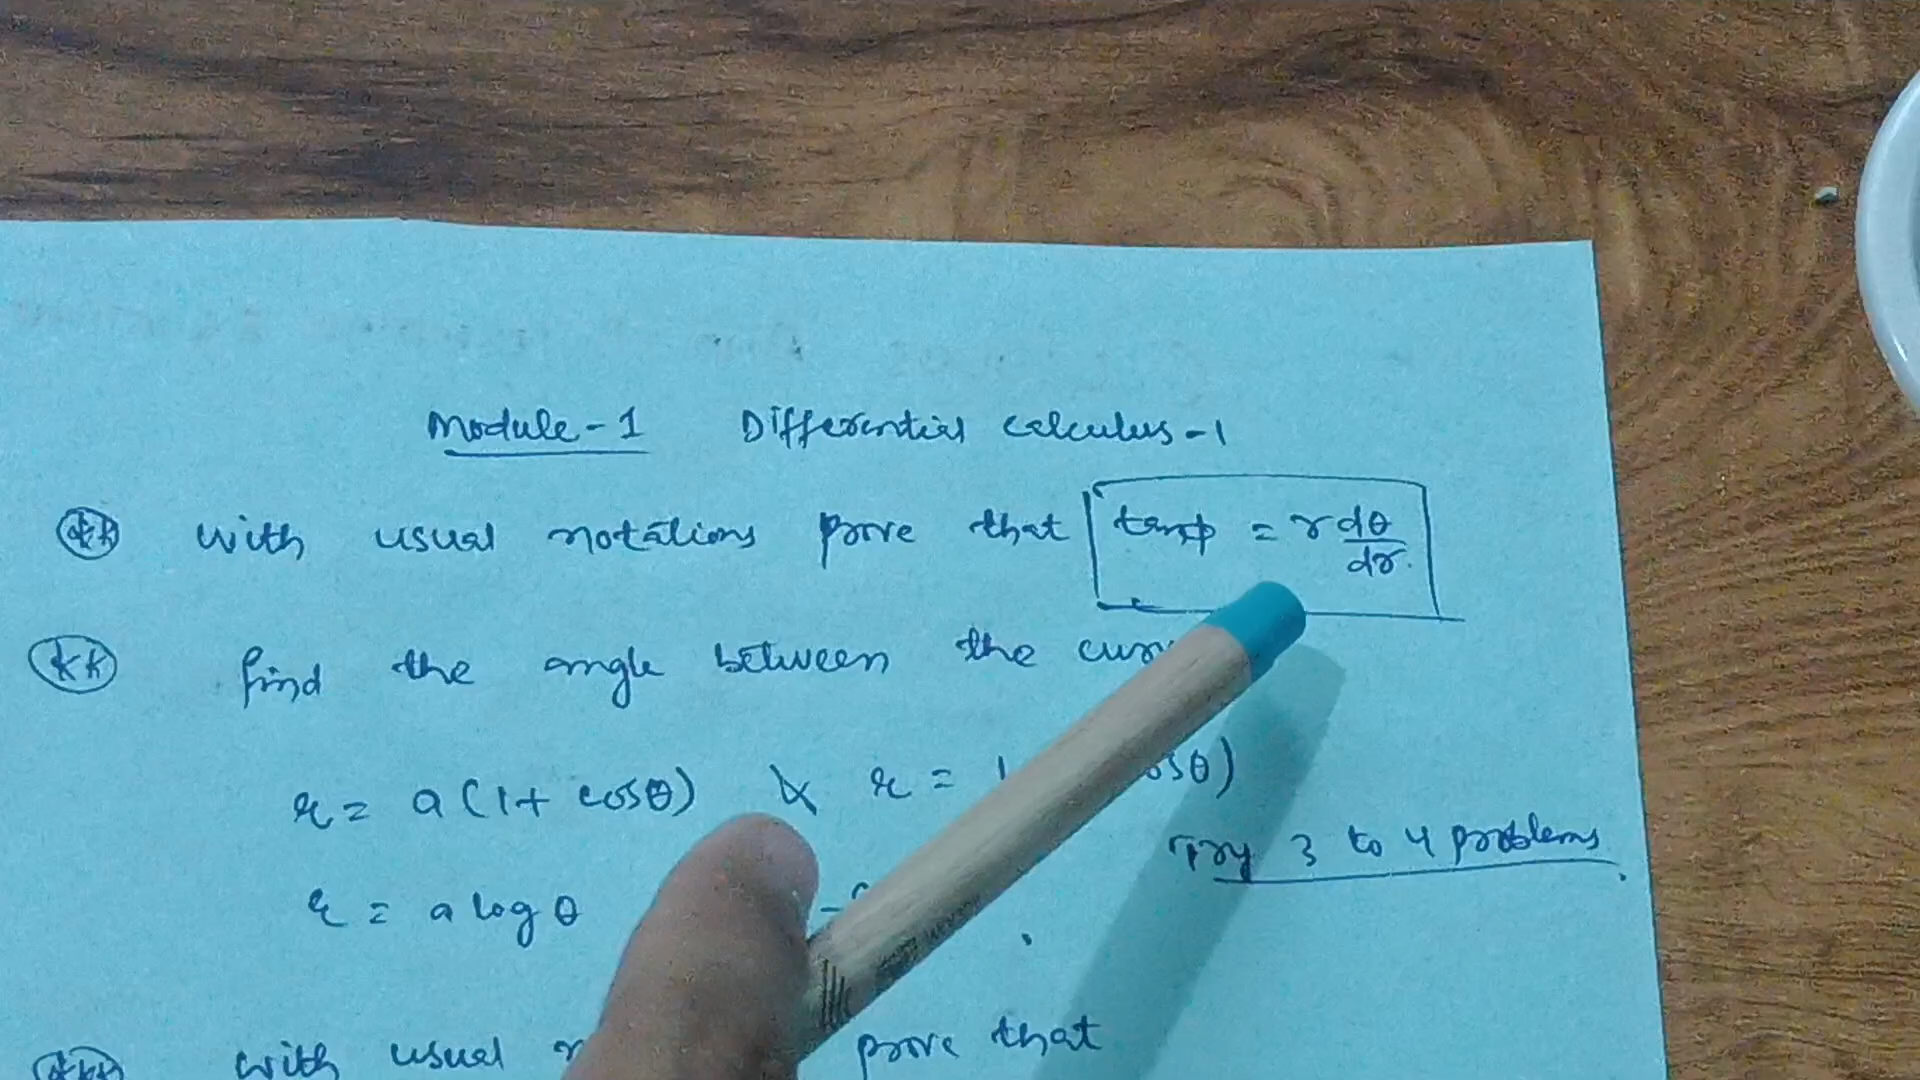 Module-1 Differential Calculus-1
with usual notations prove that tanφ = r dθ/dr.
find the angle between the
r = a(1+ cosθ) & r =
Try 3 to 4 problems.
r = a log θ
with usual prove that